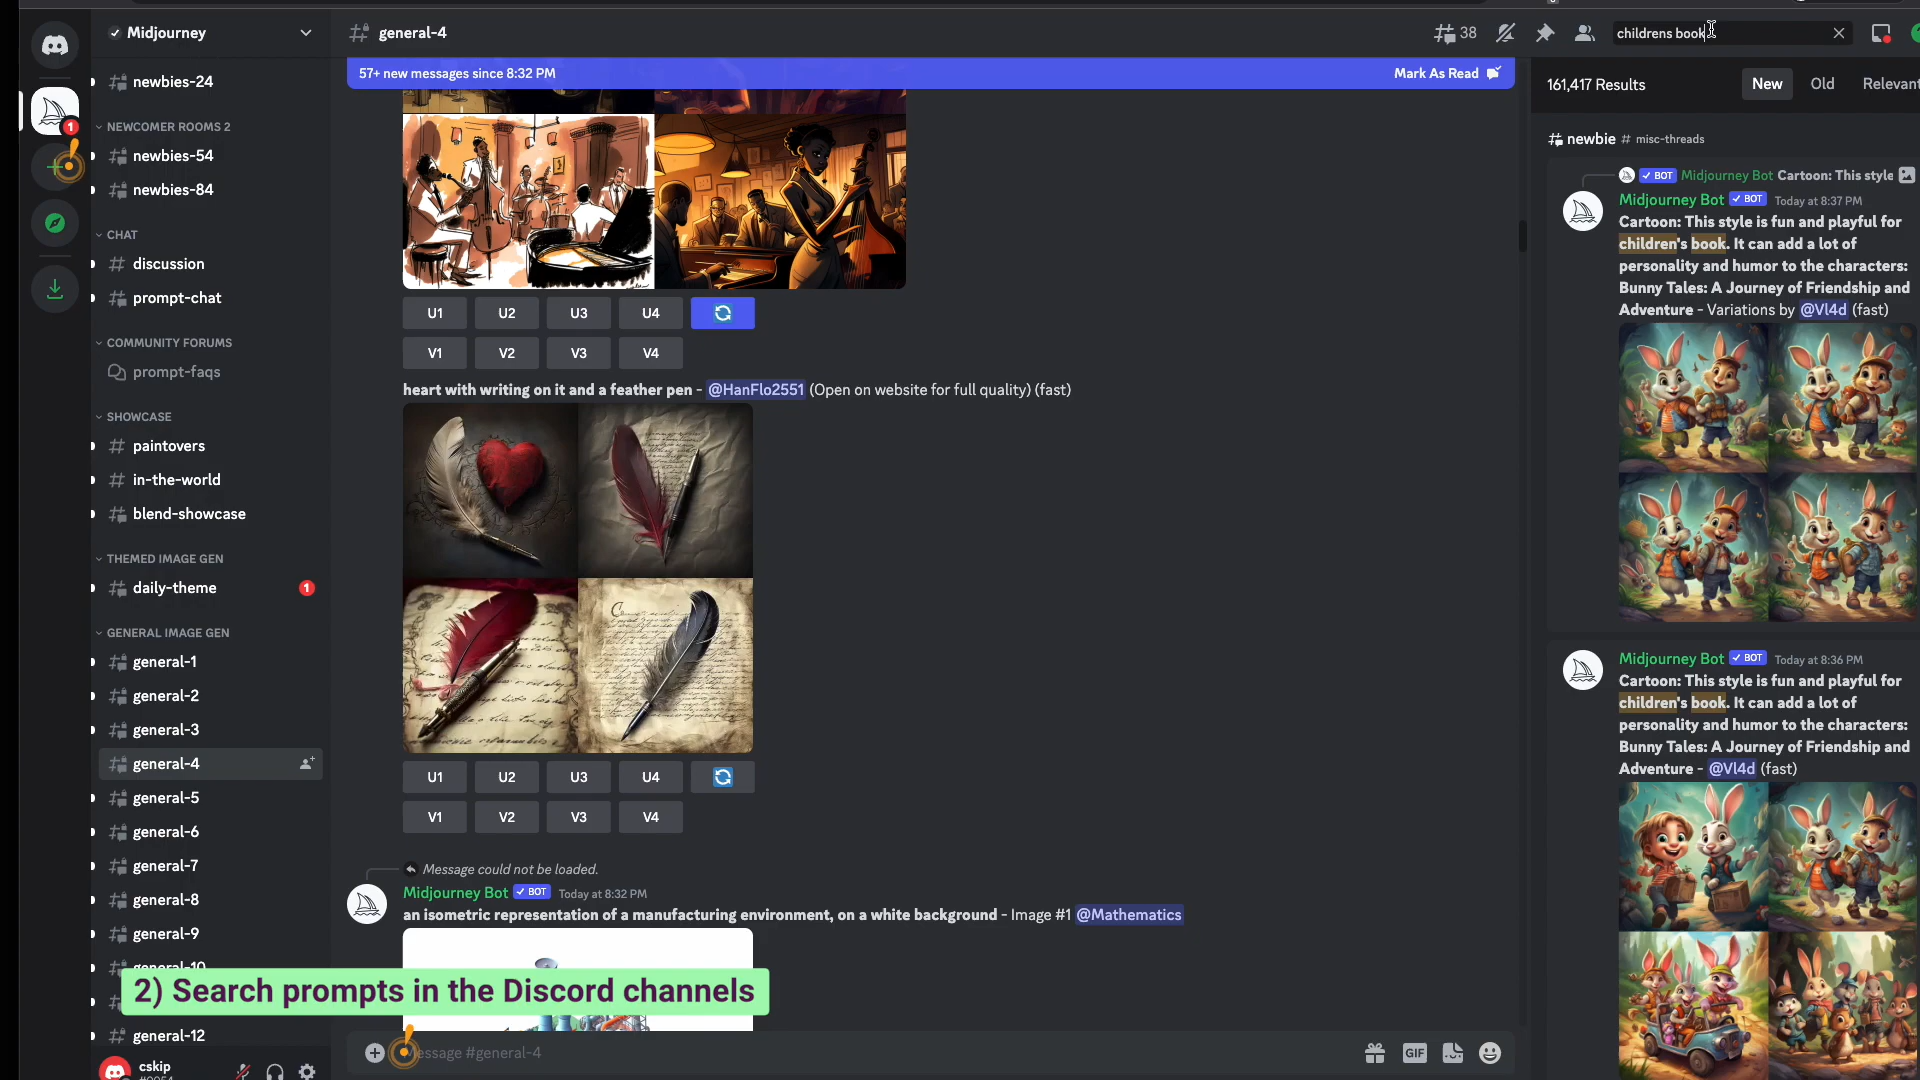 Midjourney
general-4
38
childrens book
newbies-24
NEWCOMER ROOMS 2
newbies-54
newbies-84
CHAT
discussion
prompt-chat
COMMUNITY FORUMS
prompt-faqs
SHOWCASE
paintovers
in-the-world
blend-showcase
THEMED IMAGE GEN
daily-theme
1
GENERAL IMAGE GEN
general-1
general-2
general-3
general-4
general-5
general-6
general-7
general-8
general-9
general-10
general-12
1
cskip
57+ new messages since 8:32 PM
Mark As Read
U1 U2 U3 U4
V1 V2 V3 V4
heart with writing on it and a feather pen - @HanFlo2551 (Open on website for full quality) (fast)
U1 U2 U3 U4
V1 V2 V3 V4
Message could not be loaded.
Midjourney Bot BOT Today at 8:32 PM
an isometric representation of a manufacturing environment, on a white background - Image #1 @Mathematics
2) Search prompts in the Discord channels
Message #general-4
GIF
161,417 Results
New Old Relevant
newbie # misc-threads
BOT Midjourney Bot Cartoon: This style
Midjourney Bot BOT Today at 8:37 PM
Cartoon: This style is fun and playful for
children's book. It can add a lot of
personality and humor to the characters:
Bunny Tales: A Journey of Friendship and
Adventure - Variations by @Vl4d (fast)
Midjourney Bot BOT Today at 8:36 PM
Cartoon: This style is fun and playful for
children's book. It can add a lot of
personality and humor to the characters:
Bunny Tales: A Journey of Friendship and
Adventure - @Vl4d (fast)